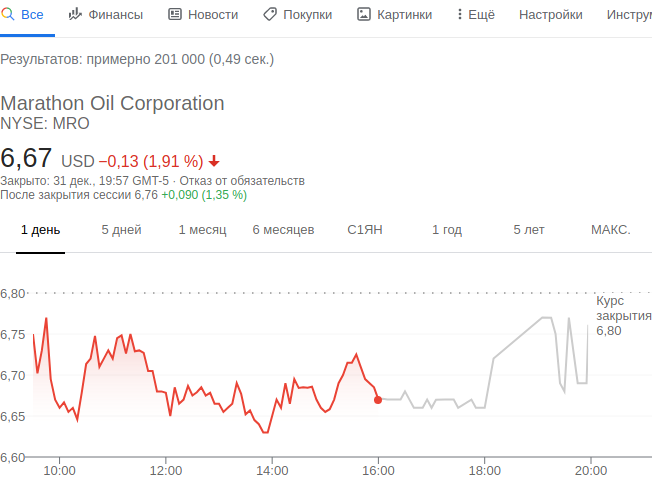 Все Финансы Новости Покупки Картинки Ещё Настройки Инстру
Результатов: примерно 201 000 (0,49 сек.)
Marathon Oil Corporation
NYSE: MRO
6,67 USD −0,13 (1,91 %)
Закрыто: 31 дек., 19:57 GMT-5 · Отказ от обязательств
После закрытия сессии 6,76 +0,090 (1,35 %)
1 день 5 дней 1 месяц 6 месяцев С1ЯН 1 год 5 лет МАКС.
6,80
Курс
закрытия
6,80
6,75
6,70
6,65
6,60
10:00 12:00 14:00 16:00 18:00 20:00